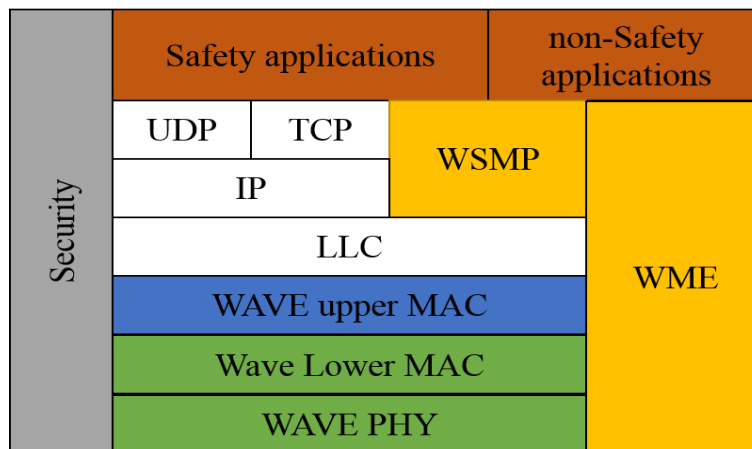 Safety applications
non-Safety
applications
UDP
TCP
WSMP
IP
LLC
WAVE upper MAC
Wave Lower MAC
WAVE PHY
WME
Security